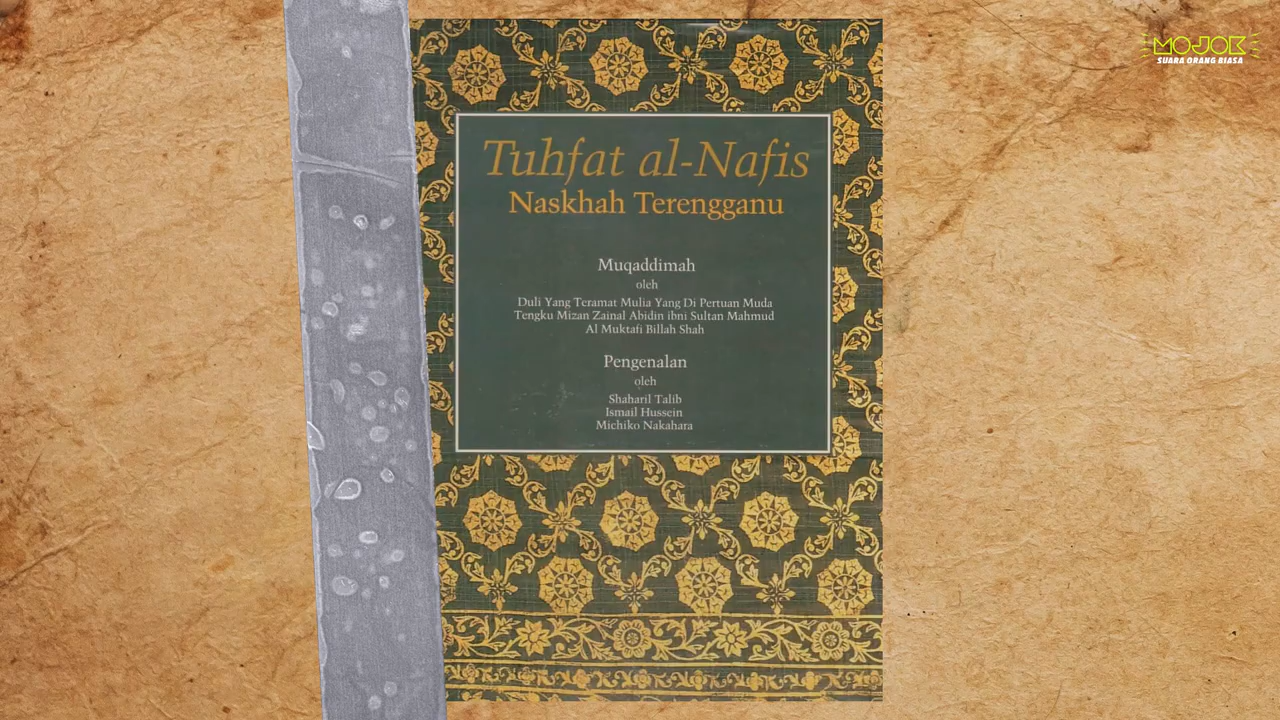 MOJOK
SUARA ORANG BIASA
Tuhfat al-Nafis
Naskhah Terengganu
Muqaddimah
oleh
Duli Yang Teramat Mulia Yang Di Pertuan Muda
Tengku Mizan Zainal Abidin ibni Sultan Mahmud
Al Muktafi Billah Shah
Pengenalan
oleh
Shaharil Talib
Ismail Hussein
Michiko Nakahara